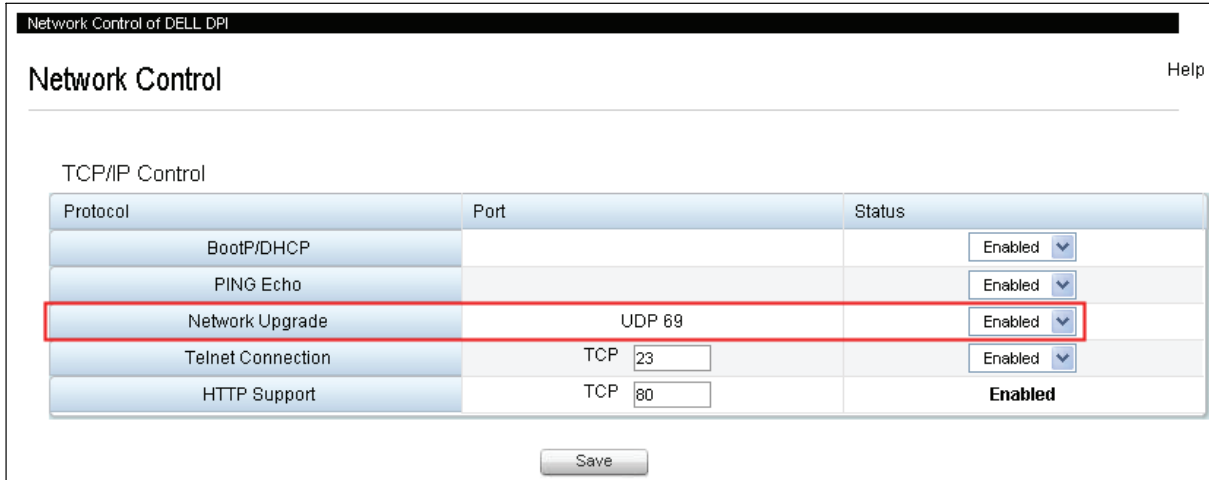 Network Control of DELL DPI
Help
Network Control
TCP/IP Control
Protocol Port Status
BootP/DHCP Enabled
PING Echo Enabled
Network Upgrade UDP 69 Enabled
Telnet Connection TCP 23 Enabled
HTTP Support TCP 80 Enabled
Save